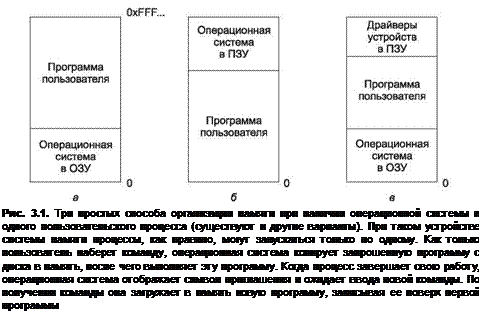 0xFFF...
Программа
пользователя
Операционная
система
в ОЗУ
0
а
Операционная
система
в ПЗУ
Программа
пользователя
0
б
Драйверы
устройств
в ПЗУ
Программа
пользователя
Операционная
система
в ОЗУ
0
в
Рис. 3.1. Три простых способа организации памяти при наличии операционной системы и
одного пользовательского процесса (существуют и другие варианты). При таком устройстве
системы памяти процессы, как правило, могут запускаться только по одному. Как только
пользователь наберет команду, операционная система копирует запрошенную программу с
диска в память, после чего выполняет эту программу. Когда процесс завершает свою работу,
операционная система отображает символ приглашения и ожидает ввода новой команды. По
получении команды она загружает в память новую программу, записывая ее поверх первой
программы